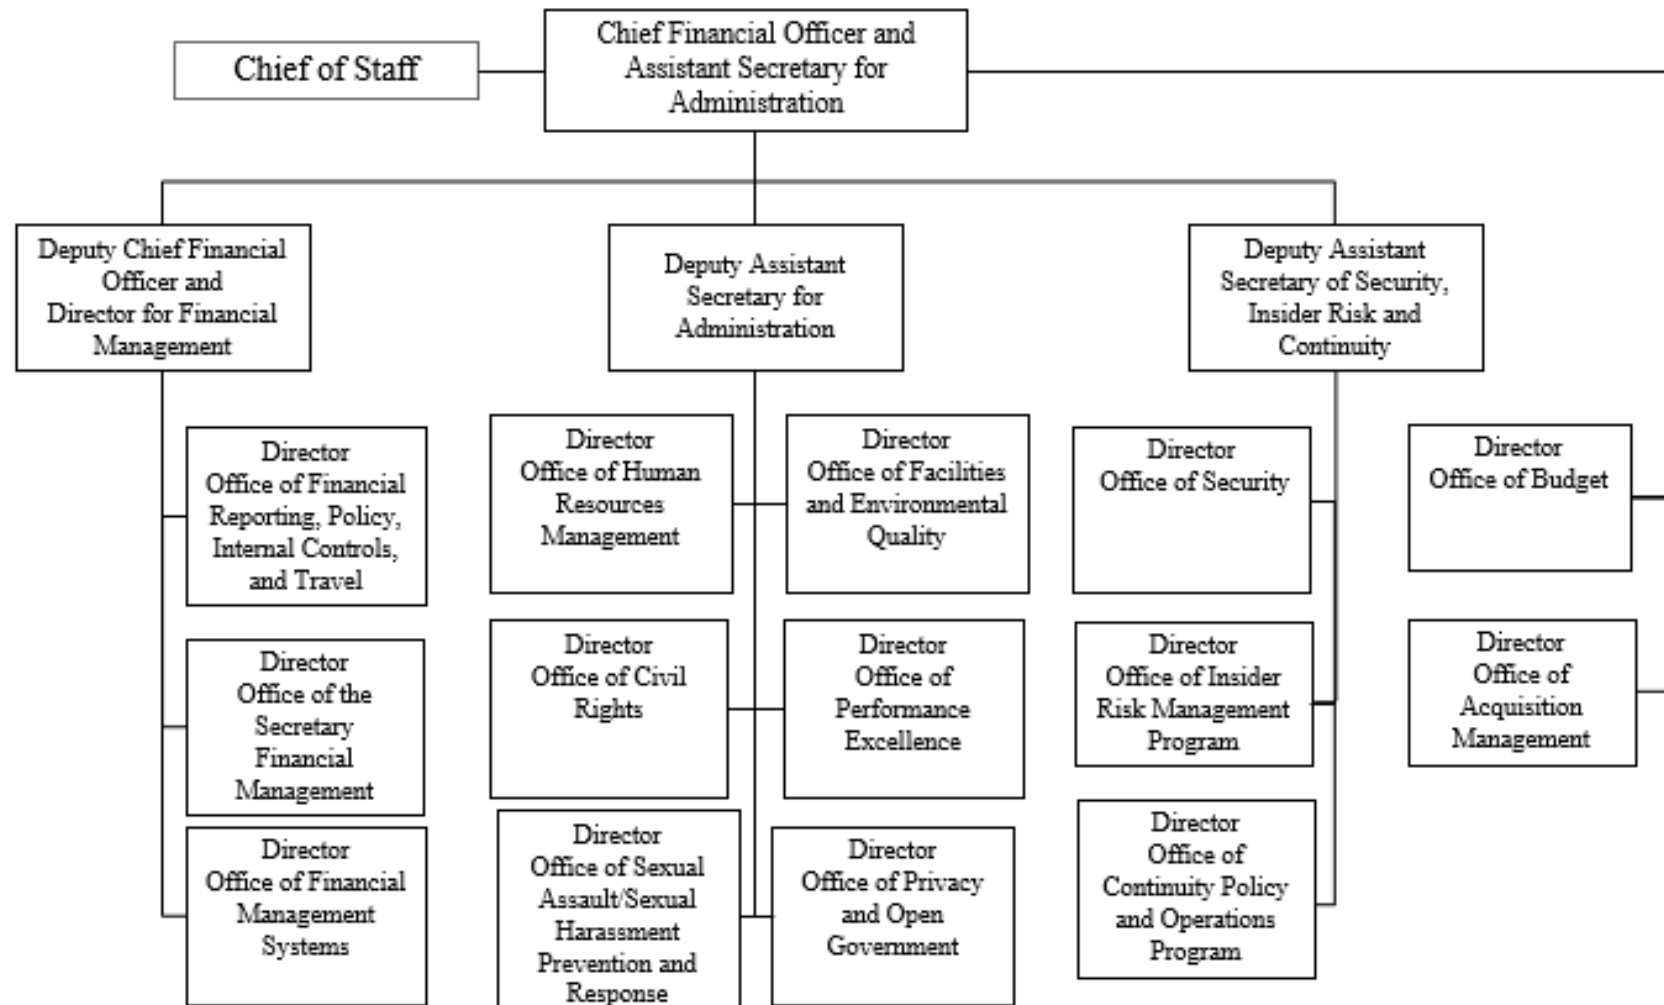 Chief of Staff
Chief Financial Officer and
Assistant Secretary for
Administration
Deputy Chief Financial
Officer and
Director for Financial
Management
Deputy Assistant
Secretary for
Administration
Deputy Assistant
Secretary of Security,
Insider Risk and
Continuity
Director
Office of Financial
Reporting, Policy,
Internal Controls,
and Travel
Director
Office of Human
Resources
Management
Director
Office of Facilities
and Environmental
Quality
Director
Office of Security
Director
Office of Budget
Director
Office of the
Secretary
Financial
Management
Director
Office of Civil
Rights
Director
Office of
Performance
Excellence
Director
Office of Insider
Risk Management
Program
Director
Office of
Acquisition
Management
Director
Office of Financial
Management
Systems
Director
Office of Sexual
Assault/Sexual
Harassment
Prevention and
Response
Director
Office of Privacy
and Open
Government
Director
Office of
Continuity Policy
and Operations
Program